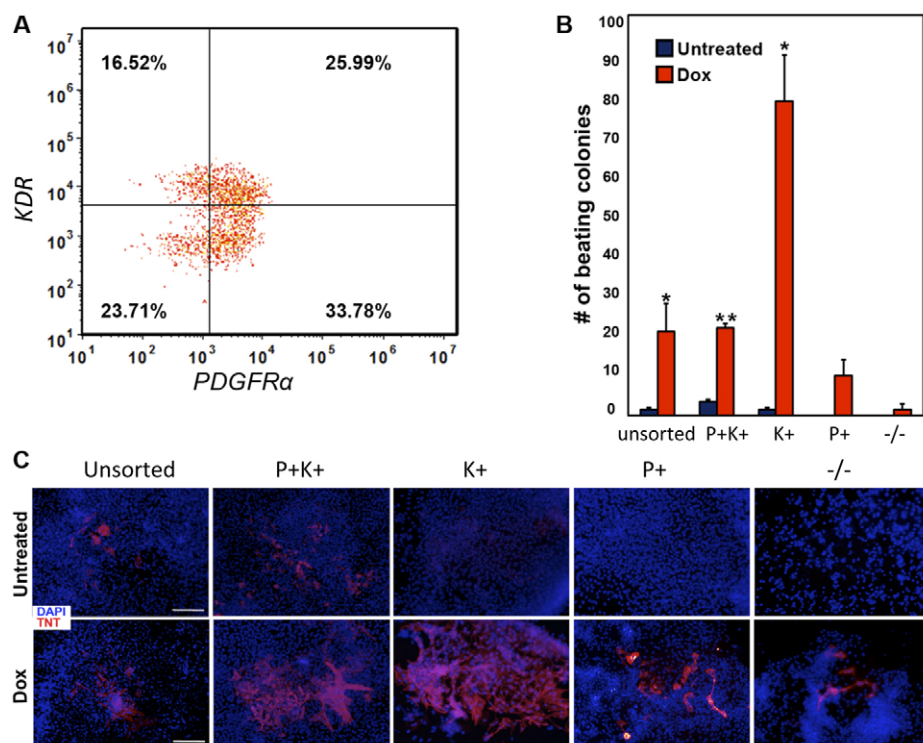 A
16.52%
25.99%
23.71%
33.78%
KDR
10^7
10^6
10^5
10^4
10^3
10^2
10^1
10^1 10^2 10^3 10^4 10^5 10^6 10^7
PDGFRα
B
Untreated
Dox
# of beating colonies
90
80
70
60
50
40
30
20
10
0
*
**
*
unsorted P+K+ K+ P+ -/-
C
Unsorted P+K+ K+ P+ -/-
Untreated
DAPI
TNT
Dox